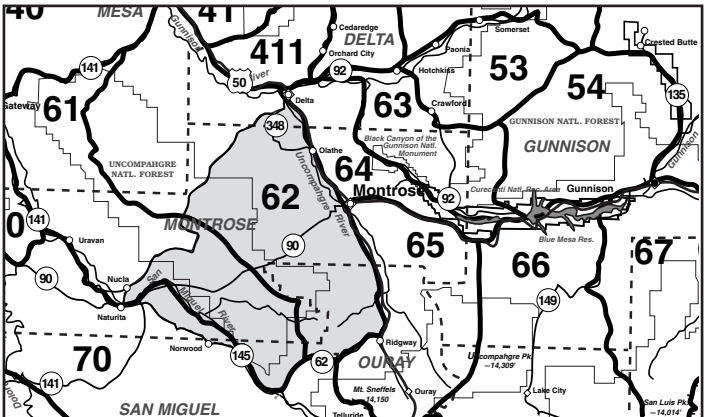 40
MESA
41
Gunnison
411
DELTA
Cedaredge
Orchard City
Somerset
Paonia
Crested Butte
53
141
50
River
92
Hotchkiss
54
135
Gateway
61
Delta
63
Crawford
348
Black Canyon of the
Gunnison Natl.
Monument
GUNNISON NATL. FOREST
GUNNISON
Gunnison
Olathe
UNCOMPAHGRE
NATL. FOREST
Uncompahgre River
64
62
Montrose
92
Curecanti Natl. Rec. Area
Gunnison
0
141
MONTROSE
Uravan
90
65
Blue Mesa Res.
66
67
90
Nucla
San Miguel River
Naturita
149
Norwood
145
62
Ridgway
OURAY
Uncompahgre Pk.
–14,309'
70
141
Mt. Sneffels
14,150
Ouray
Lake City
San Luis Pk.
–14,014'
SAN MIGUEL
Telluride